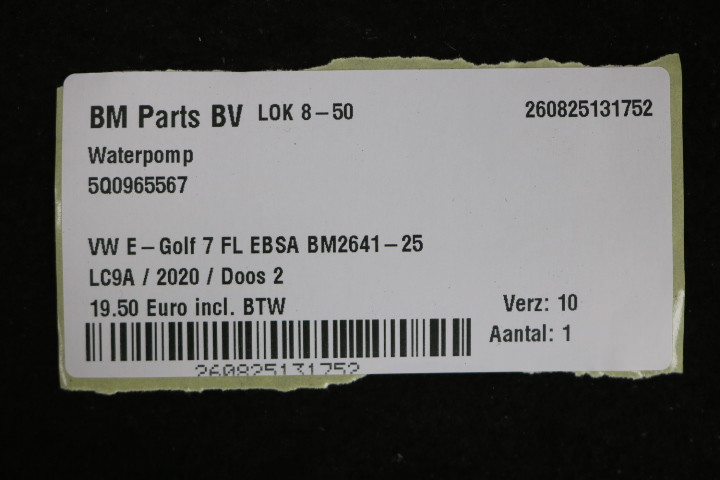 BM Parts BV LOK 8-50 260825131752
Waterpomp
5Q0965567
VW E-Golf 7 FL EBSA BM2641-25
LC9A / 2020 / Doos 2
19.50 Euro incl. BTW Verz: 10
Aantal: 1
260825131752